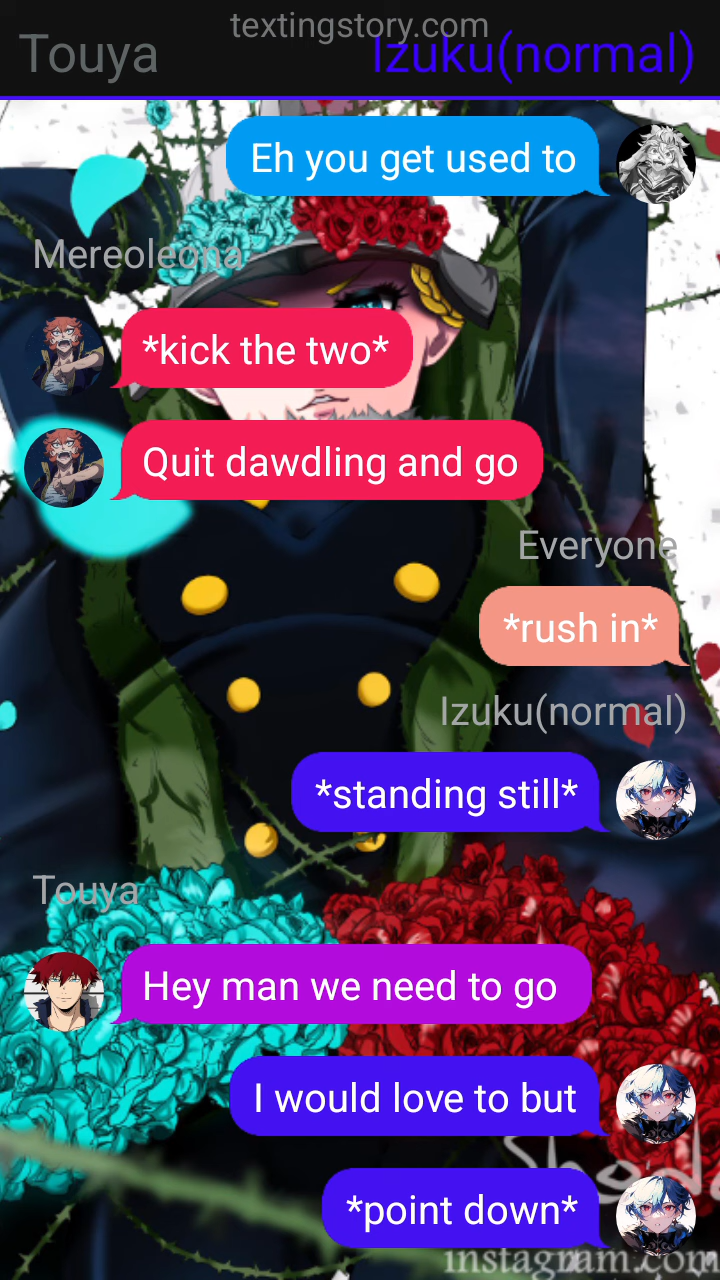 textingstory.com
Touya
Izuku(normal)
Eh you get used to
Mereoleona
*kick the two*
Quit dawdling and go
Everyone
*rush in*
Izuku(normal)
*standing still*
Touya
Hey man we need to go
I would love to but
*point down*
instagram.com